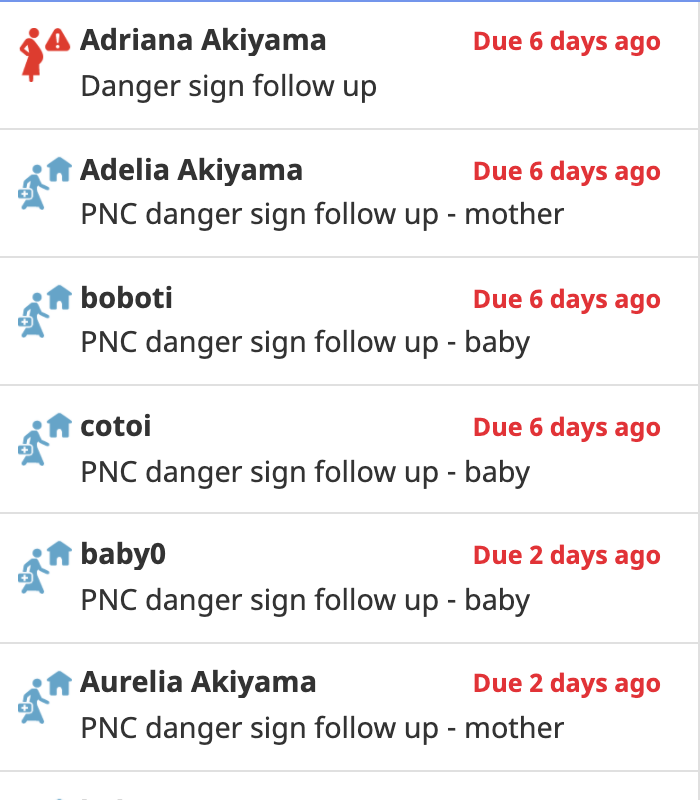 Adriana Akiyama Due 6 days ago
Danger sign follow up
Adelia Akiyama Due 6 days ago
PNC danger sign follow up - mother
boboti Due 6 days ago
PNC danger sign follow up - baby
cotoi Due 6 days ago
PNC danger sign follow up - baby
baby0 Due 2 days ago
PNC danger sign follow up - baby
Aurelia Akiyama Due 2 days ago
PNC danger sign follow up - mother